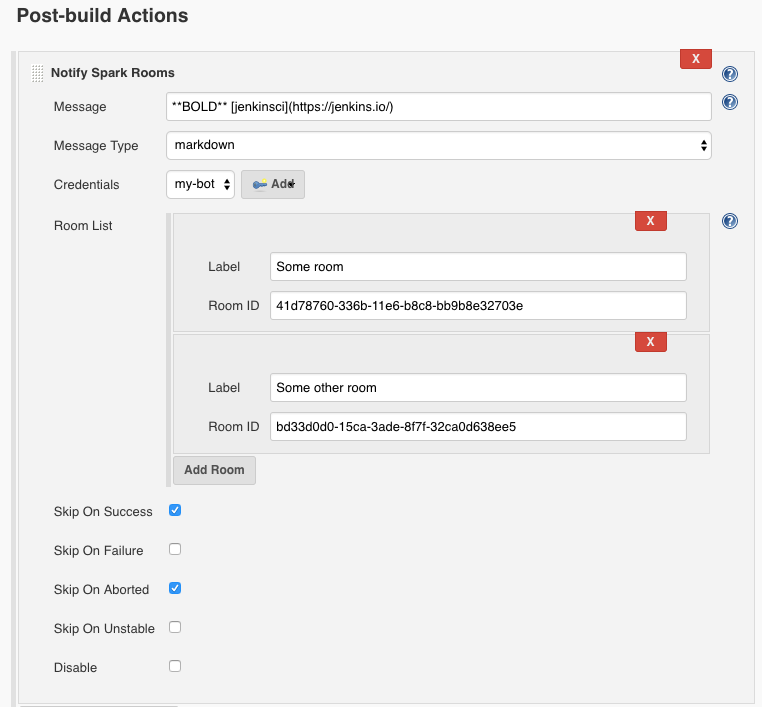 Post-build Actions
X
Notify Spark Rooms
?
Message **BOLD** [jenkinsci](https://jenkins.io/)
?
Message Type markdown
Credentials my-bot Add
Room List
X
?
Label Some room
Room ID 41d78760-336b-11e6-b8c8-bb9b8e32703e
X
Label Some other room
Room ID bd33d0d0-15ca-3ade-8f7f-32ca0d638ee5
Add Room
Skip On Success
Skip On Failure
Skip On Aborted
Skip On Unstable
Disable